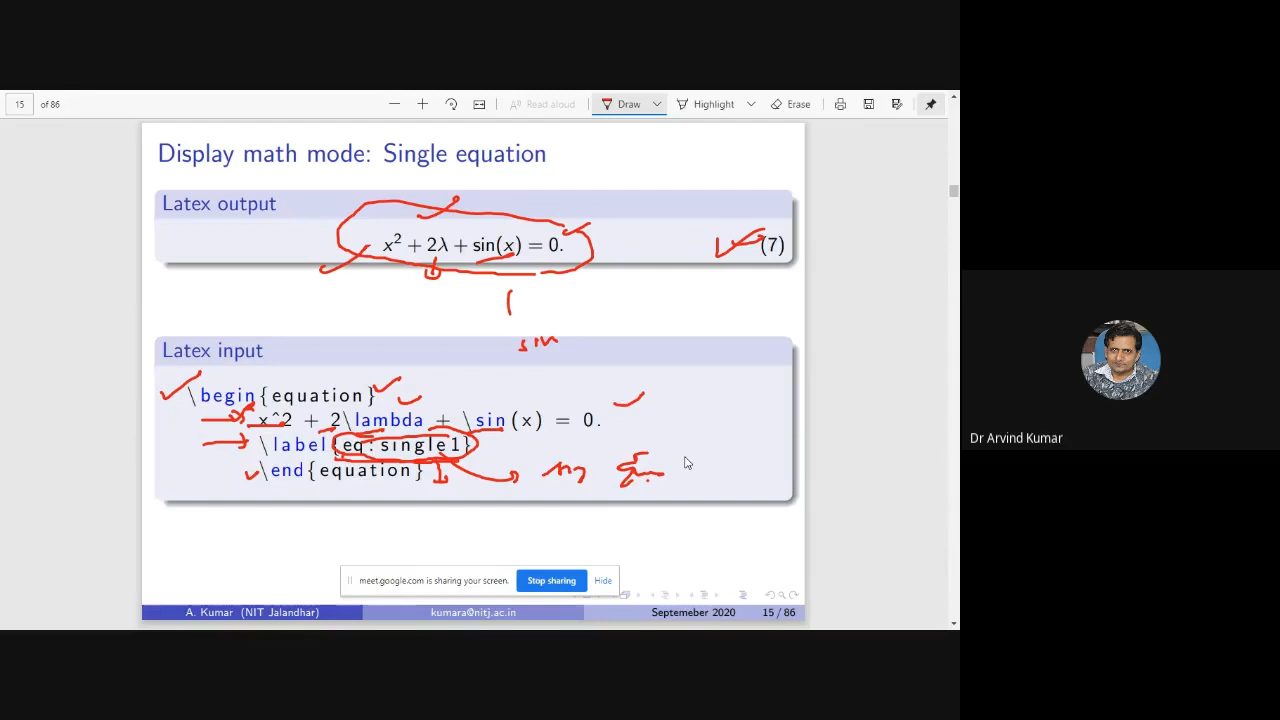 15 of 86
Read aloud
Draw
Highlight
Erase
Display math mode: Single equation
Latex output
x² + 2λ + sin(x) = 0.
(7)
sin
Latex input
\begin{equation}
x^2 + 2\lambda + \sin(x) = 0.
\label{eq:single1}
\end{equation}
meet.google.com is sharing your screen.
Stop sharing
Hide
A. Kumar (NIT Jalandhar)
kumara@nitj.ac.in
Septemeber 2020
15 / 86
Dr Arvind Kumar